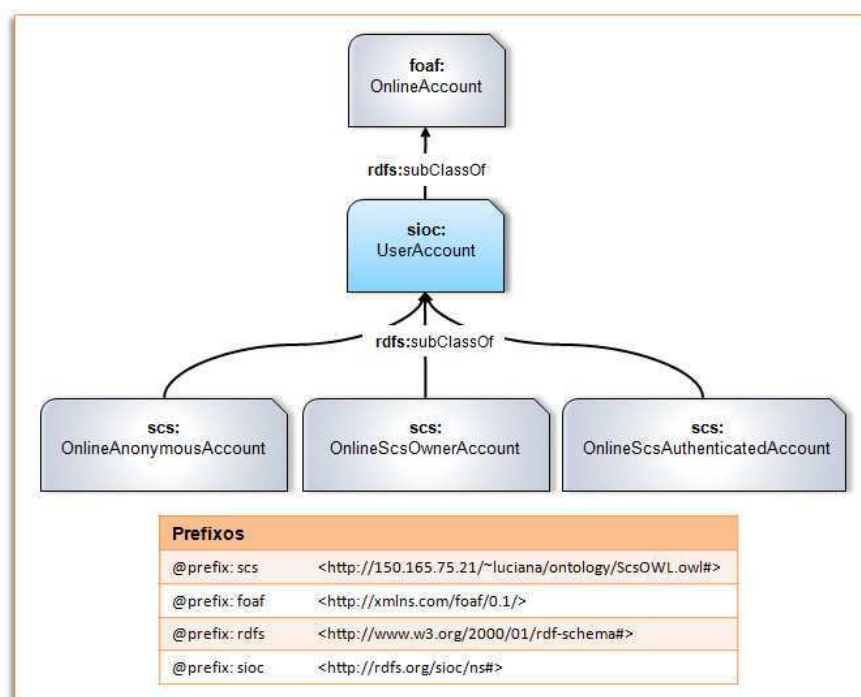 foaf:
OnlineAccount
rdfs:subClassOf
sioc:
UserAccount
rdfs:subClassOf
scs:
OnlineAnonymousAccount
scs:
OnlineScsOwnerAccount
scs:
OnlineScsAuthenticatedAccount
Prefixos
@prefix: scs <http://150.165.75.21/~luciana/ontology/ScsOWL.owl#>
@prefix: foaf <http://xmlns.com/foaf/0.1/>
@prefix: rdfs <http://www.w3.org/2000/01/rdf-schema#>
@prefix: sioc <http://rdfs.org/sioc/ns#>